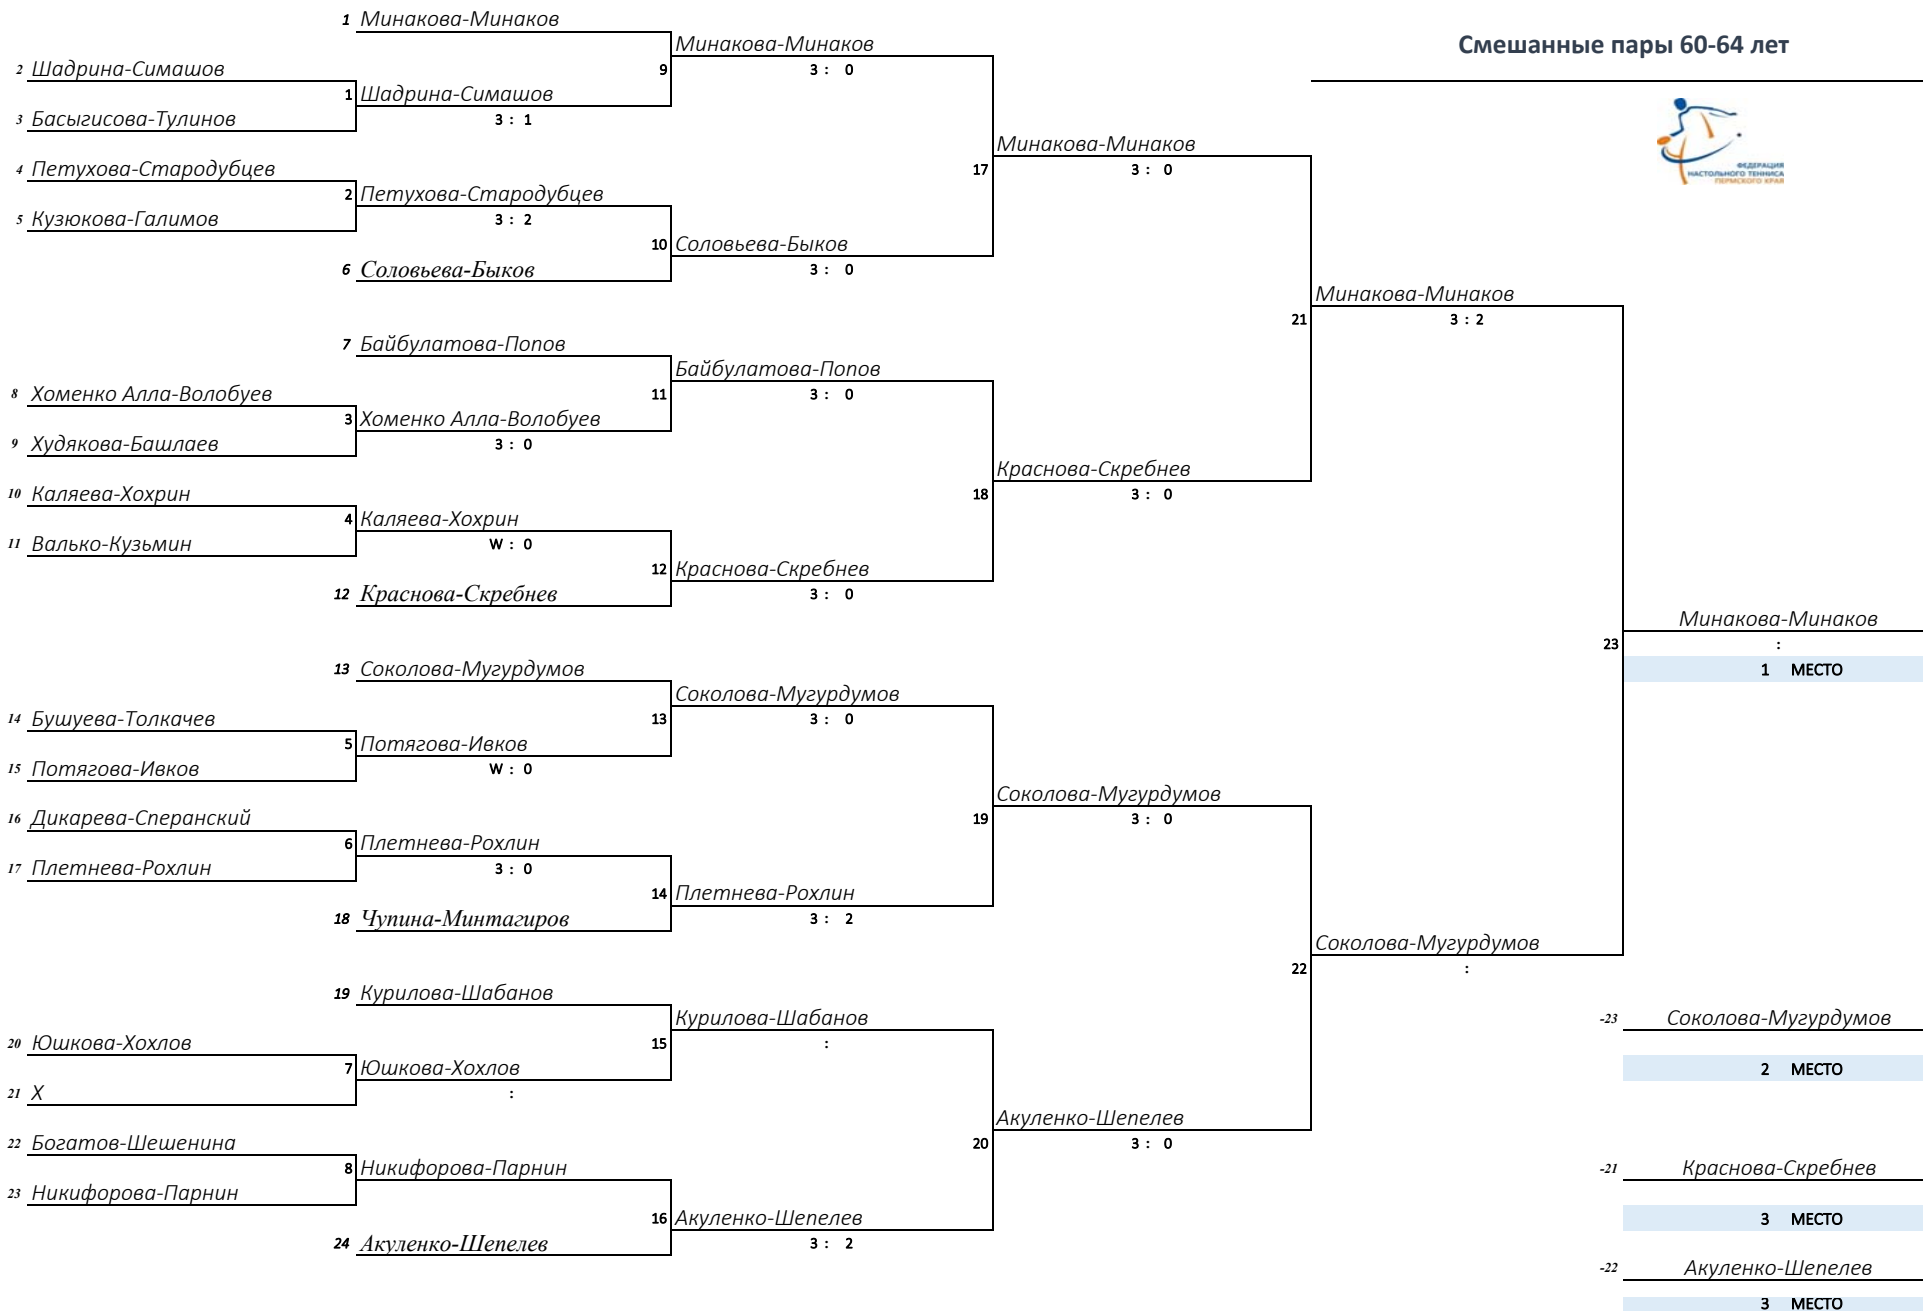 1 Минакова-Минаков
Минакова-Минаков
Смешанные пары 60-64 лет
2 Шадрина-Симашов
9 3 : 0
1 Шадрина-Симашов
3 Басыгисова-Тулинов
3 : 1
ФЕДЕРАЦИЯ
НАСТОЛЬНОГО ТЕННИСА
ПЕРМСКОГО КРАЯ
Минакова-Минаков
4 Петухова-Стародубцев
17 3 : 0
2 Петухова-Стародубцев
5 Кузюкова-Галимов
3 : 2
10 Соловьева-Быков
6 Соловьева-Быков
3 : 0
Минакова-Минаков
21 3 : 2
7 Байбулатова-Попов
Байбулатова-Попов
8 Хоменко Алла-Волобуев
11 3 : 0
3 Хоменко Алла-Волобуев
9 Худякова-Башлаев
3 : 0
Краснова-Скребнев
10 Каляева-Хохрин
18 3 : 0
4 Каляева-Хохрин
11 Валько-Кузьмин
W : 0
12 Краснова-Скребнев
12 Краснова-Скребнев
3 : 0
Минакова-Минаков
23 :
1 МЕСТО
13 Соколова-Мугурдумов
Соколова-Мугурдумов
14 Бушуева-Толкачев
13 3 : 0
5 Потягова-Ивков
15 Потягова-Ивков
W : 0
Соколова-Мугурдумов
16 Дикарева-Сперанский
19 3 : 0
6 Плетнева-Рохлин
17 Плетнева-Рохлин
3 : 0
14 Плетнева-Рохлин
18 Чупина-Минтагиров
3 : 2
Соколова-Мугурдумов
22 :
19 Курилова-Шабанов
Курилова-Шабанов
-23 Соколова-Мугурдумов
20 Юшкова-Хохлов
15 :
7 Юшкова-Хохлов
2 МЕСТО
21 Х
:
Акуленко-Шепелев
22 Богатов-Шешенина
20 3 : 0
8 Никифорова-Парнин
-21 Краснова-Скребнев
23 Никифорова-Парнин
16 Акуленко-Шепелев
3 МЕСТО
24 Акуленко-Шепелев
3 : 2
-22 Акуленко-Шепелев
3 МЕСТО